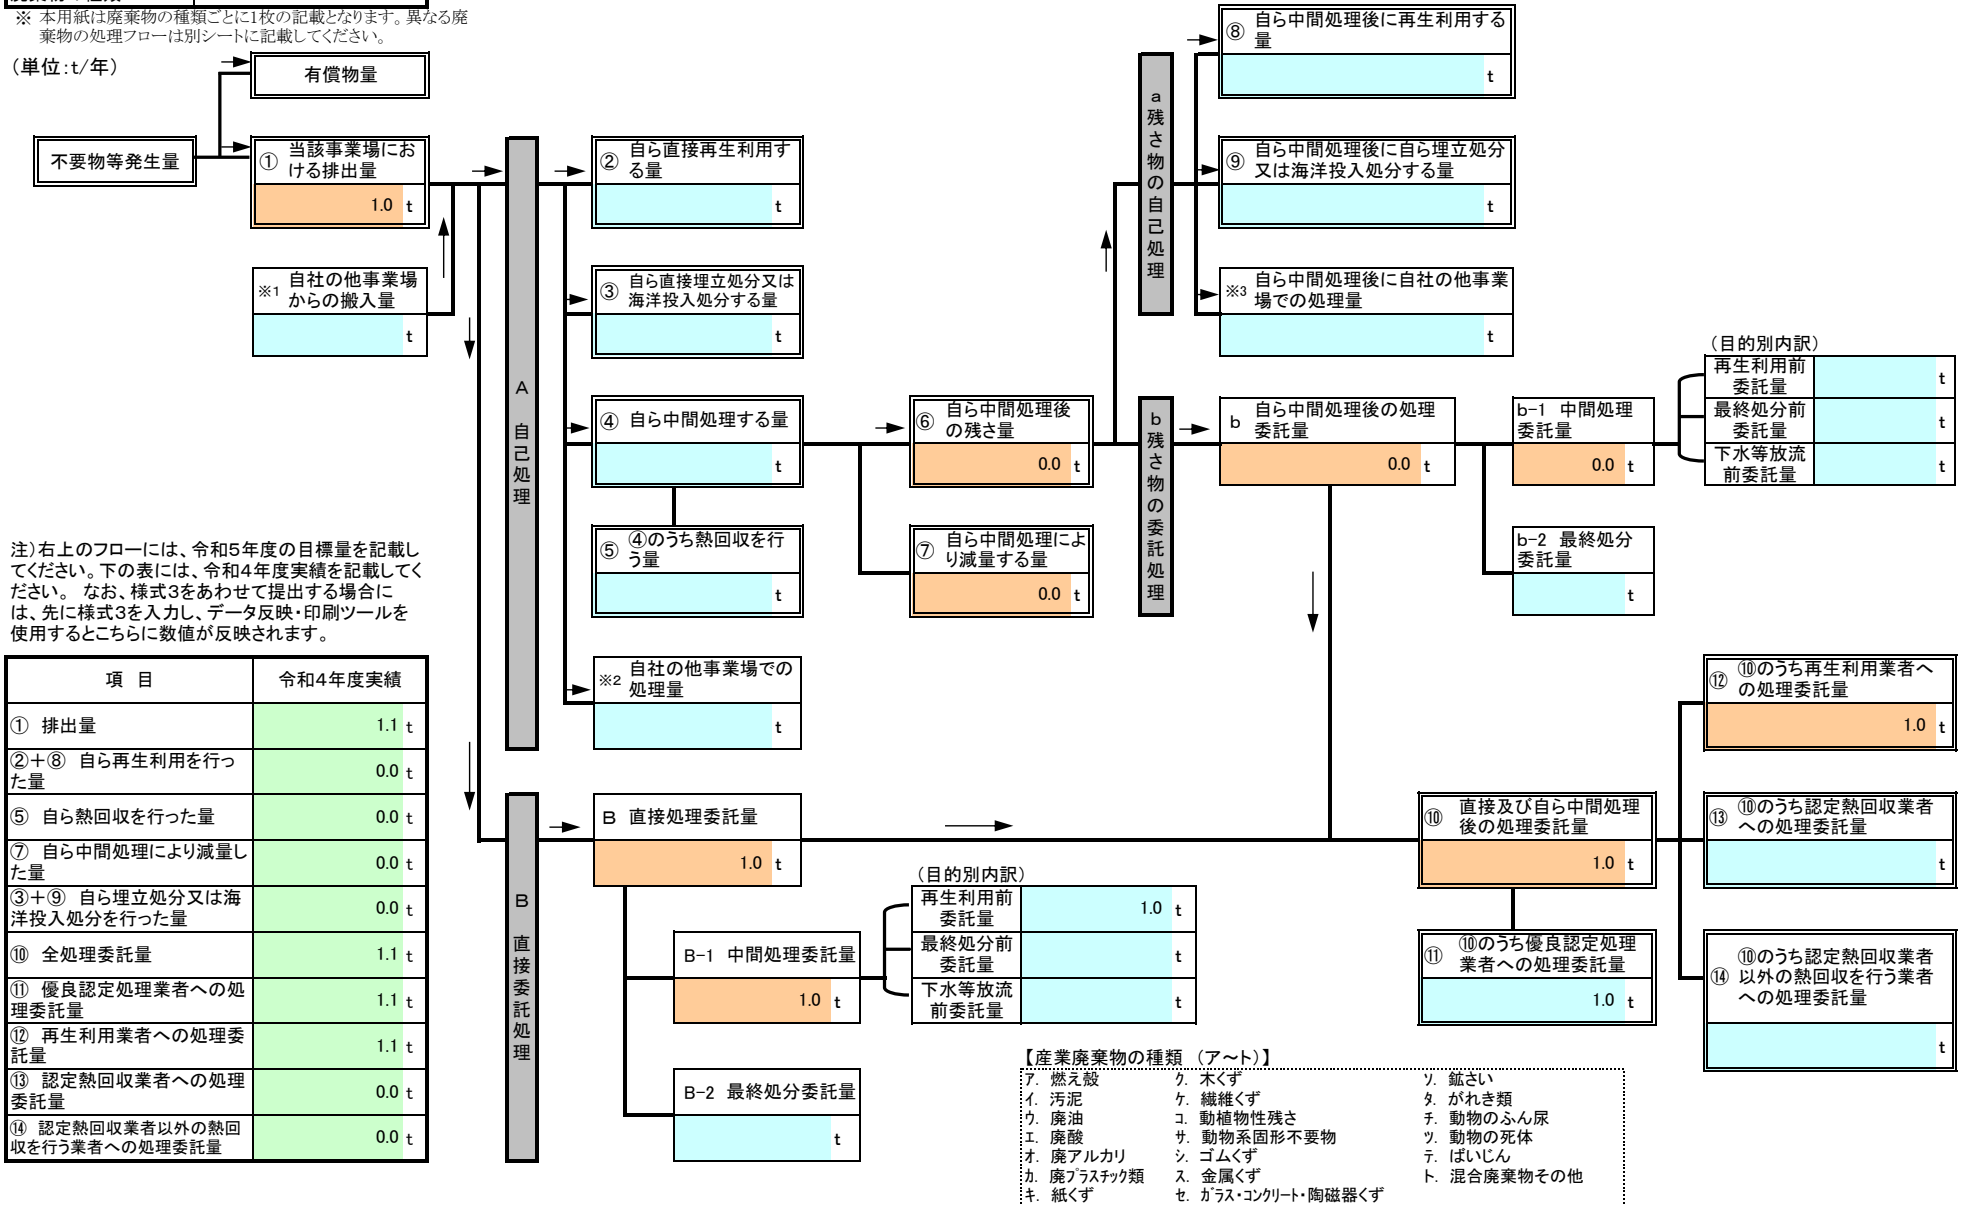 ※ 本用紙は廃棄物の種類ごとに1枚の記載となります。異なる廃
棄物の処理フローは別シートに記載してください。
（単位:t/年）
有償物量
不要物等発生量
① 当該事業場にお
ける排出量
1.0 t
※1 自社の他事業場
からの搬入量
t
A 自己処理
② 自ら直接再生利用す
る量
t
③ 自ら直接埋立処分又は
海洋投入処分する量
t
④ 自ら中間処理する量
t
⑤ ④のうち熱回収を行
う量
t
※2 自社の他事業場での
処理量
t
⑥ 自ら中間処理後
の残さ量
0.0 t
⑦ 自ら中間処理によ
り減量する量
0.0 t
a 残さ物の自己処理
⑧ 自ら中間処理後に再生利用する
量
t
⑨ 自ら中間処理後に自ら埋立処分
又は海洋投入処分する量
t
※3 自ら中間処理後に自社の他事業
場での処理量
t
b 残さ物の委託処理
b 自ら中間処理後の処理
委託量
0.0 t
b-1 中間処理
委託量
0.0 t
b-2 最終処分
委託量
t
（目的別内訳）
再生利用前
委託量
t
最終処分前
委託量
t
下水等放流
前委託量
t
注）右上のフローには、令和5年度の目標量を記載し
てください。下の表には、令和4年度実績を記載してく
ださい。 なお、様式3をあわせて提出する場合に
は、先に様式3を入力し、データ反映・印刷ツールを
使用するとこちらに数値が反映されます。
項 目 令和4年度実績
① 排出量 1.1 t
②＋⑧ 自ら再生利用を行っ
た量 0.0 t
⑤ 自ら熱回収を行った量 0.0 t
⑦ 自ら中間処理により減量し
た量 0.0 t
③＋⑨ 自ら埋立処分又は海
洋投入処分を行った量 0.0 t
⑩ 全処理委託量 1.1 t
⑪ 優良認定処理業者への処
理委託量 1.1 t
⑫ 再生利用業者への処理委
託量 1.1 t
⑬ 認定熱回収業者への処理
委託量 0.0 t
⑭ 認定熱回収業者以外の熱回
収を行う業者への処理委託量 0.0 t
B 直接委託処理
B 直接処理委託量
1.0 t
B-1 中間処理委託量
1.0 t
B-2 最終処分委託量
t
（目的別内訳）
再生利用前
委託量
1.0 t
最終処分前
委託量
t
下水等放流
前委託量
t
⑩ 直接及び自ら中間処理
後の処理委託量
1.0 t
⑪ ⑩のうち優良認定処理
業者への処理委託量
1.0 t
⑫ ⑩のうち再生利用業者へ
の処理委託量
1.0 t
⑬ ⑩のうち認定熱回収業者
への処理委託量
t
⑭ ⑩のうち認定熱回収業者
以外の熱回収を行う業者
への処理委託量
t
【産業廃棄物の種類 （ア～ト）】
ア. 燃え殻
イ. 汚泥
ウ. 廃油
エ. 廃酸
オ. 廃アルカリ
カ. 廃プラスチック類
キ. 紙くず
ク. 木くず
ケ. 繊維くず
コ. 動植物性残さ
サ. 動物系固形不要物
シ. ゴムくず
ス. 金属くず
セ. ガラス・コンクリート・陶磁器くず
ソ. 鉱さい
タ. がれき類
チ. 動物のふん尿
ツ. 動物の死体
テ. ばいじん
ト. 混合廃棄物その他